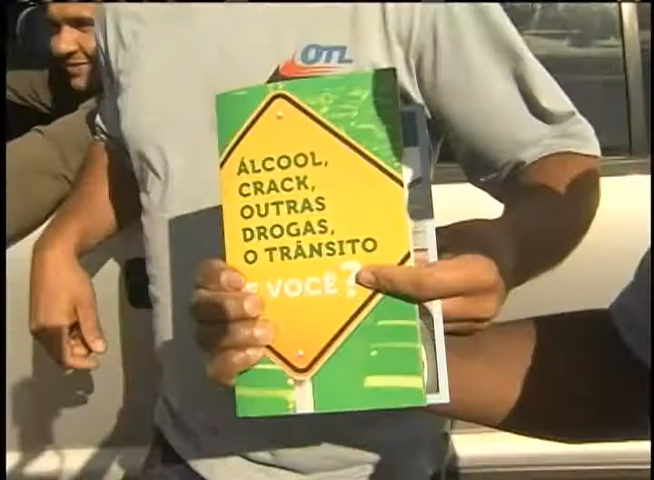 OTL
ÁLCOOL,
CRACK,
OUTRAS
DROGAS,
O TRÂNSITO
E VOCÊ?